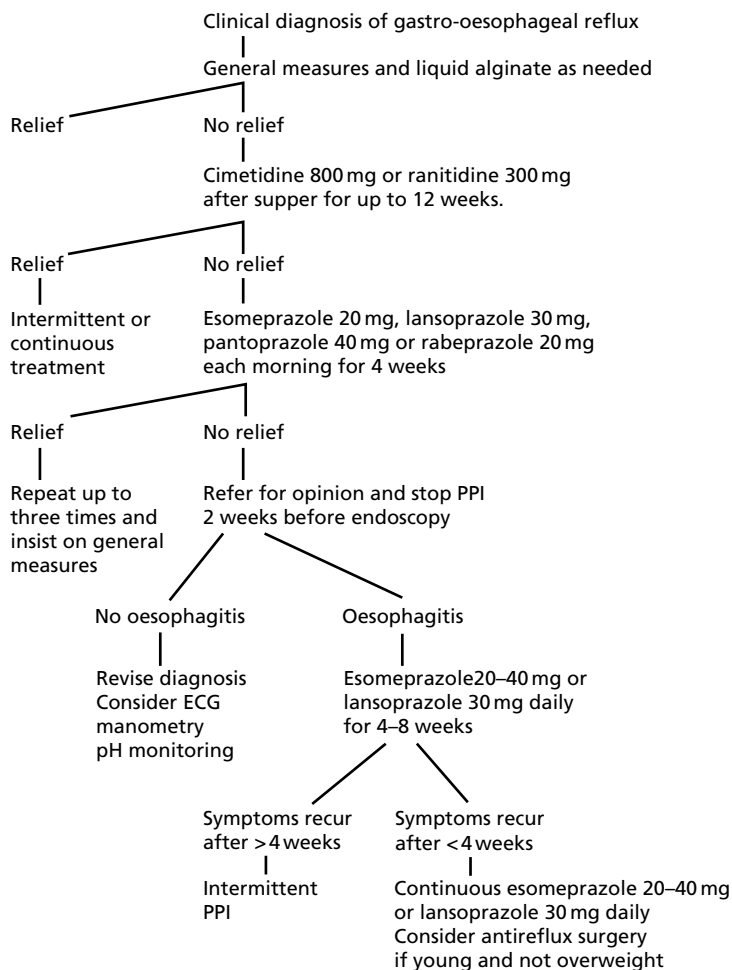 Clinical diagnosis of gastro-oesophageal reflux
General measures and liquid alginate as needed
Relief
No relief
Cimetidine 800 mg or ranitidine 300 mg
after supper for up to 12 weeks.
Relief
No relief
Intermittent or
continuous
treatment
Esomeprazole 20 mg, lansoprazole 30 mg,
pantoprazole 40 mg or rabeprazole 20 mg
each morning for 4 weeks
Relief
No relief
Repeat up to
three times and
insist on general
measures
Refer for opinion and stop PPI
2 weeks before endoscopy
No oesophagitis
Oesophagitis
Revise diagnosis
Consider ECG
manometry
pH monitoring
Esomeprazole20–40 mg or
lansoprazole 30 mg daily
for 4–8 weeks
Symptoms recur
after >4 weeks
Symptoms recur
after <4 weeks
Intermittent
PPI
Continuous esomeprazole 20–40 mg
or lansoprazole 30 mg daily
Consider antireflux surgery
if young and not overweight